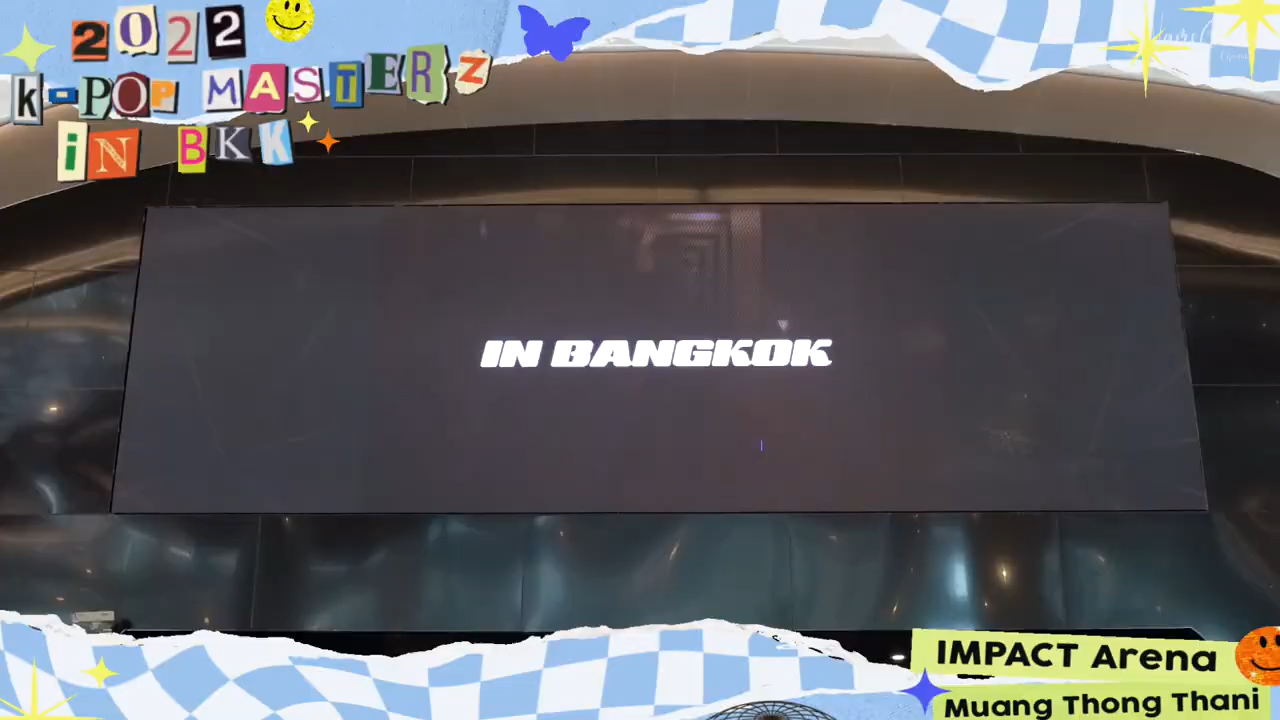 2022
K-POP MASTERZ
iN BKK
IN BANGKOK
IMPACT Arena
Muang Thong Thani